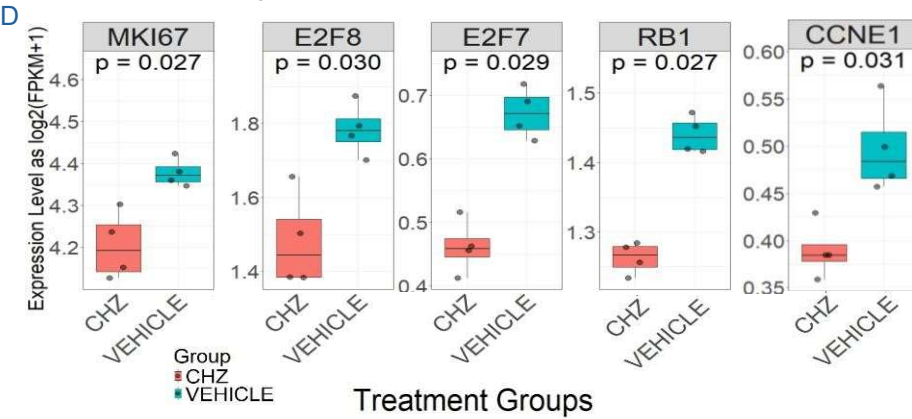 D
MKI67 E2F8 E2F7 RB1 CCNE1
p = 0.027 p = 0.030 p = 0.029 p = 0.027 p = 0.031
Expression Level as log2(FPKM+1)
4.6
4.5
4.4
4.3
4.2
1.8
1.6
1.4
0.7
0.6
0.5
0.4
1.5
1.4
1.3
0.60
0.55
0.50
0.45
0.40
0.35
CHZ VEHICLE CHZ VEHICLE CHZ VEHICLE CHZ VEHICLE CHZ VEHICLE
Group
CHZ
VEHICLE
Treatment Groups